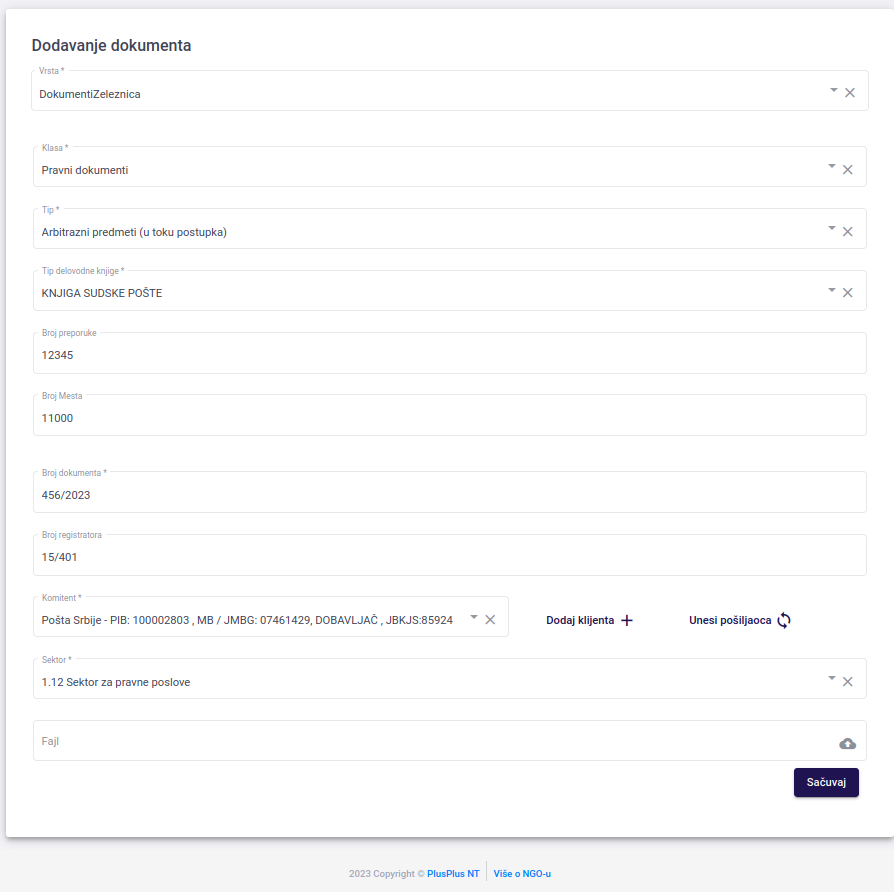 Dodavanje dokumenta
Vrsta *
DokumentiZeleznica
Klasa *
Pravni dokumenti
Tip *
Arbitrazni predmeti (u toku postupka)
Tip delovodne knjige *
KNJIGA SUDSKE POŠTE
Broj preporuke
12345
Broj Mesta
11000
Broj dokumenta *
456/2023
Broj registratora
15/401
Komitent *
Pošta Srbije - PIB: 100002803 , MB / JMBG: 07461429, DOBAVLJAČ , JBKJS:85924
Dodaj klijenta
Unesi pošiljaoca
Sektor *
1.12 Sektor za pravne poslove
Fajl
Sačuvaj
2023 Copyright © PlusPlus NT
Više o NGO-u